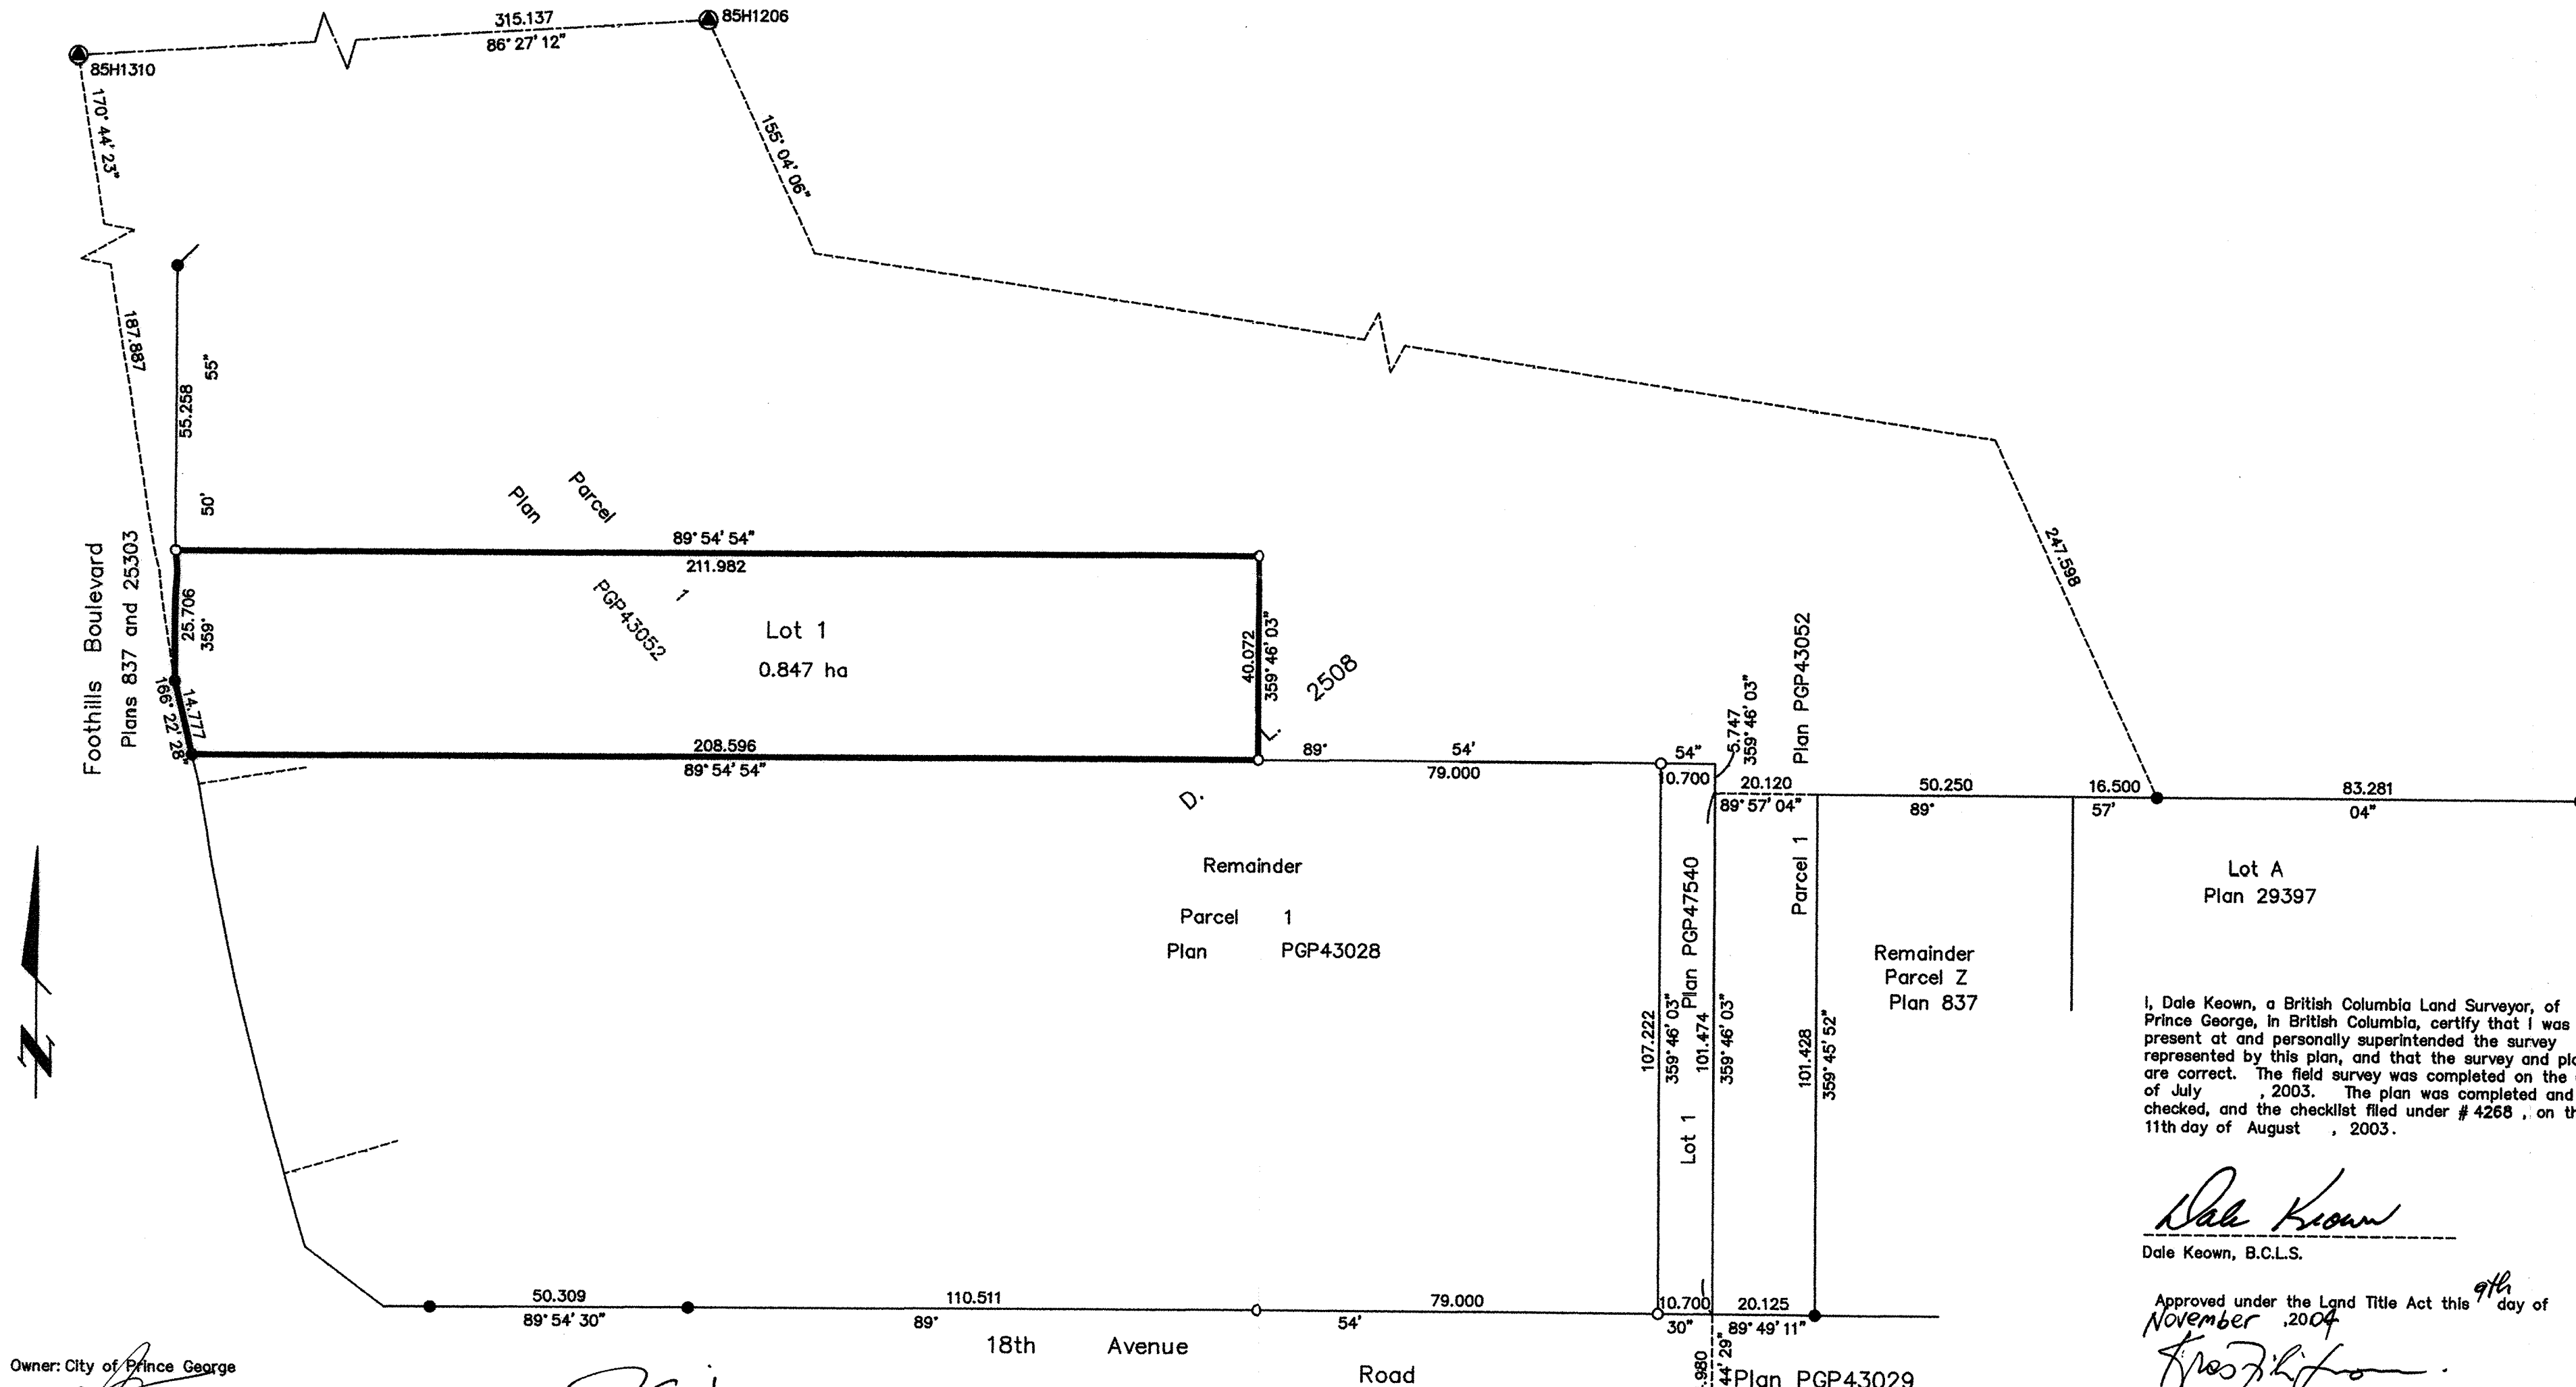 315.137
85H1206
86° 27' 12"
85H1310
170° 44' 23"
155° 04' 06"
187.887
55.258
359° 50' 55"
247.598
Foothills Boulevard
Plans 837 and 25303
Parcel 1
Plan PGP43052
89° 54' 54"
211.982
25.706
Lot 1
0.847 ha
40.072
359° 46' 03"
14.777
166° 22' 28"
208.596
89° 54' 54"
D. L. 2508
89° 54' 54"
79.000
10.700
5.747
359° 46' 03"
Parcel 1 Plan PGP43052
20.120
89° 57' 04"
50.250
16.500
83.281
89° 57' 04"
Remainder
Parcel 1
Plan PGP43028
Lot 1 Plan PGP47540
107.222
359° 46' 03"
101.474
359° 46' 03"
101.428
359° 45' 52"
Remainder
Parcel Z
Plan 837
Lot A
Plan 29397
N
I, Dale Keown, a British Columbia Land Surveyor, of
Prince George, in British Columbia, certify that I was
present at and personally superintended the survey
represented by this plan, and that the survey and
are correct. The field survey was completed on the
of July , 2003. The plan was completed and
checked, and the checklist filed under # 4268 , on
11th day of August , 2003.
Dale Keown
Dale Keown, B.C.L.S.
Approved under the Land Title Act this 9th day of
November , 2004
50.309
89° 54' 30"
110.511
79.000
10.700
20.125
89° 54' 30"
89° 49' 11"
18th Avenue
Road
.980
44' 29"
Plan PGP43029
Owner: City of Prince George